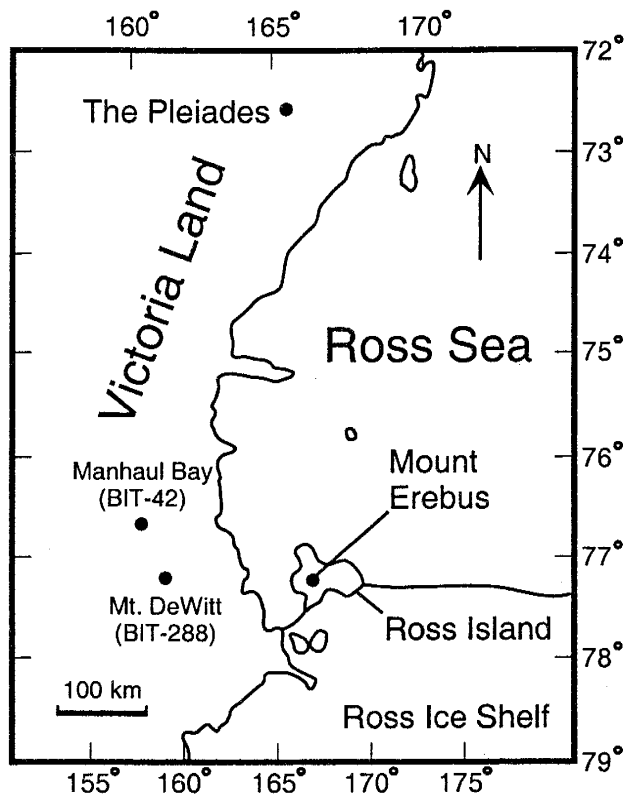 160° 165° 170°
72°
The Pleiades
73°
N
Victoria Land
74°
Ross Sea
75°
76°
Manhaul Bay
(BIT-42)
Mount
Erebus
77°
Mt. DeWitt
(BIT-288)
Ross Island
78°
100 km
Ross Ice Shelf
79°
155° 160° 165° 170° 175°